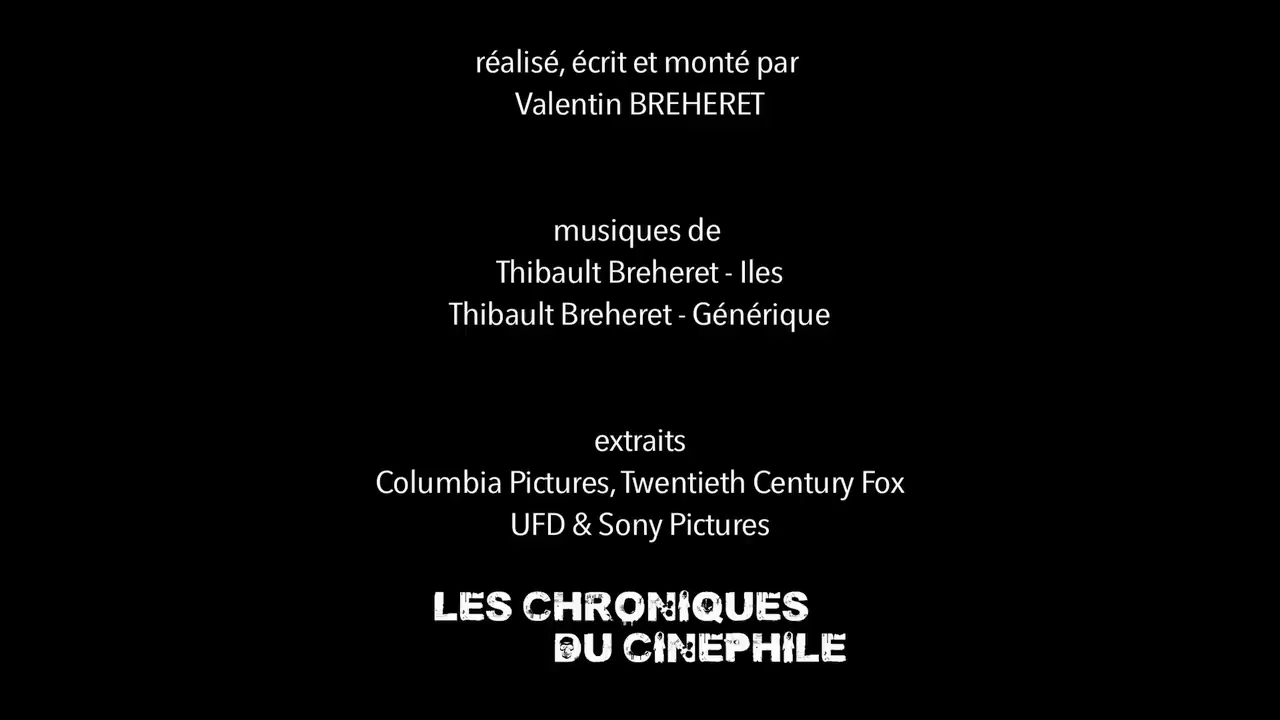 réalisé, écrit et monté par
Valentin BREHERET
musiques de
Thibault Breheret - Iles
Thibault Breheret - Générique
extraits
Columbia Pictures, Twentieth Century Fox
UFD & Sony Pictures
LES CHRONIQUES
DU CINEPHILE